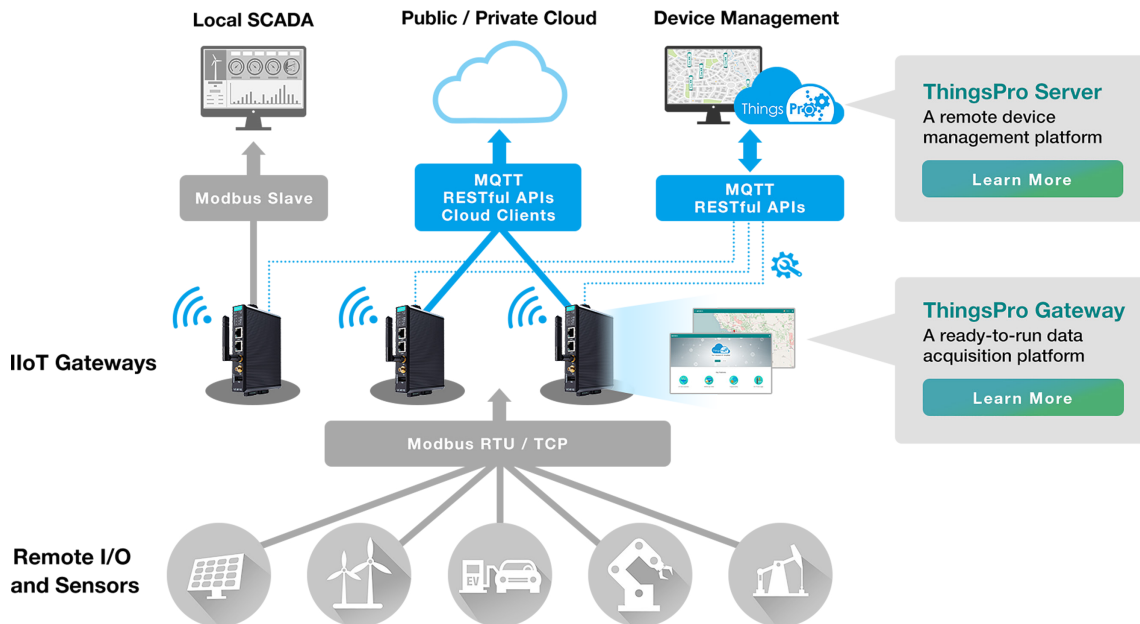 Local SCADA
Public / Private Cloud
Device Management
Things Pro
ThingsPro Server
A remote device
management platform
Learn More
Modbus Slave
MQTT
RESTful APIs
Cloud Clients
MQTT
RESTful APIs
IIoT Gateways
ThingsPro Gateway
A ready-to-run data
acquisition platform
Learn More
Modbus RTU / TCP
Remote I/O
and Sensors
EV